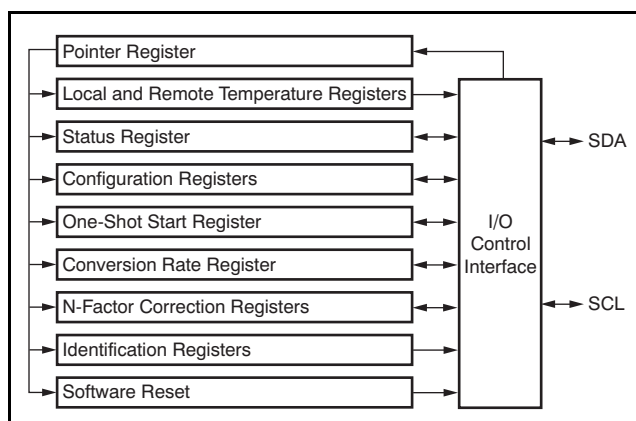 Pointer Register
Local and Remote Temperature Registers
Status Register
Configuration Registers
One-Shot Start Register
Conversion Rate Register
N-Factor Correction Registers
Identification Registers
Software Reset
I/O
Control
Interface
SDA
SCL